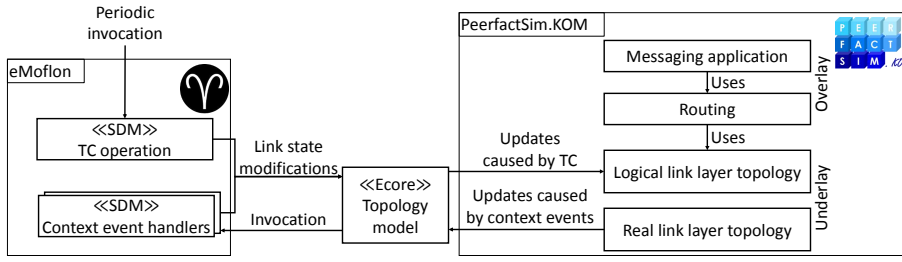 Periodic
invocation
eMoflon
≪SDM≫
TC operation
≪SDM≫
Context event handlers
Link state
modifications
Invocation
≪Ecore≫
Topology
model
Updates
caused by TC
Updates caused
by context events
PeerfactSim.KOM
PEER
FACT
SIM.KO
Messaging application
Uses
Routing
Uses
Logical link layer topology
Real link layer topology
Overlay
Underlay